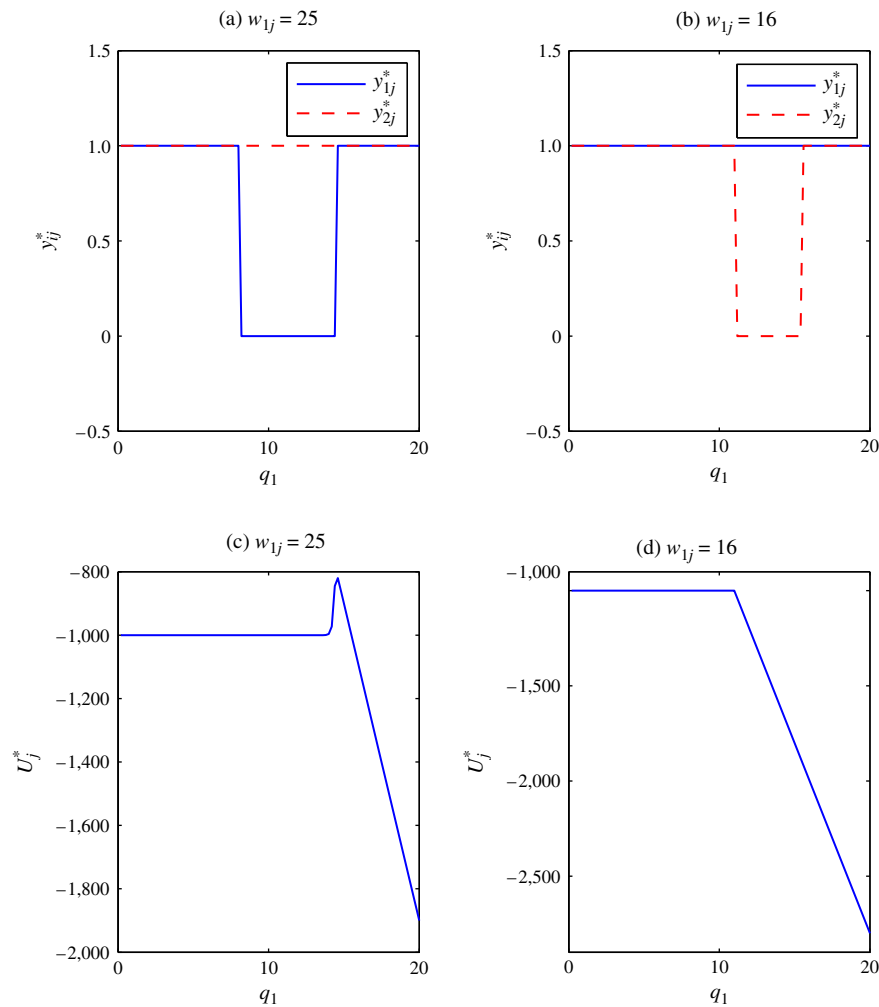 (a) w1j = 25
1.5
1.0
0.5
0
−0.5
y*ij
y*1j
y*2j
0
10
20
q1
(b) w1j = 16
1.5
1.0
0.5
0
−0.5
y*ij
y*1j
y*2j
0
10
20
q1
(c) w1j = 25
−800
−1,000
−1,200
−1,400
−1,600
−1,800
−2,000
U*j
0
10
20
q1
(d) w1j = 16
−1,000
−1,500
−2,000
−2,500
U*j
0
10
20
q1